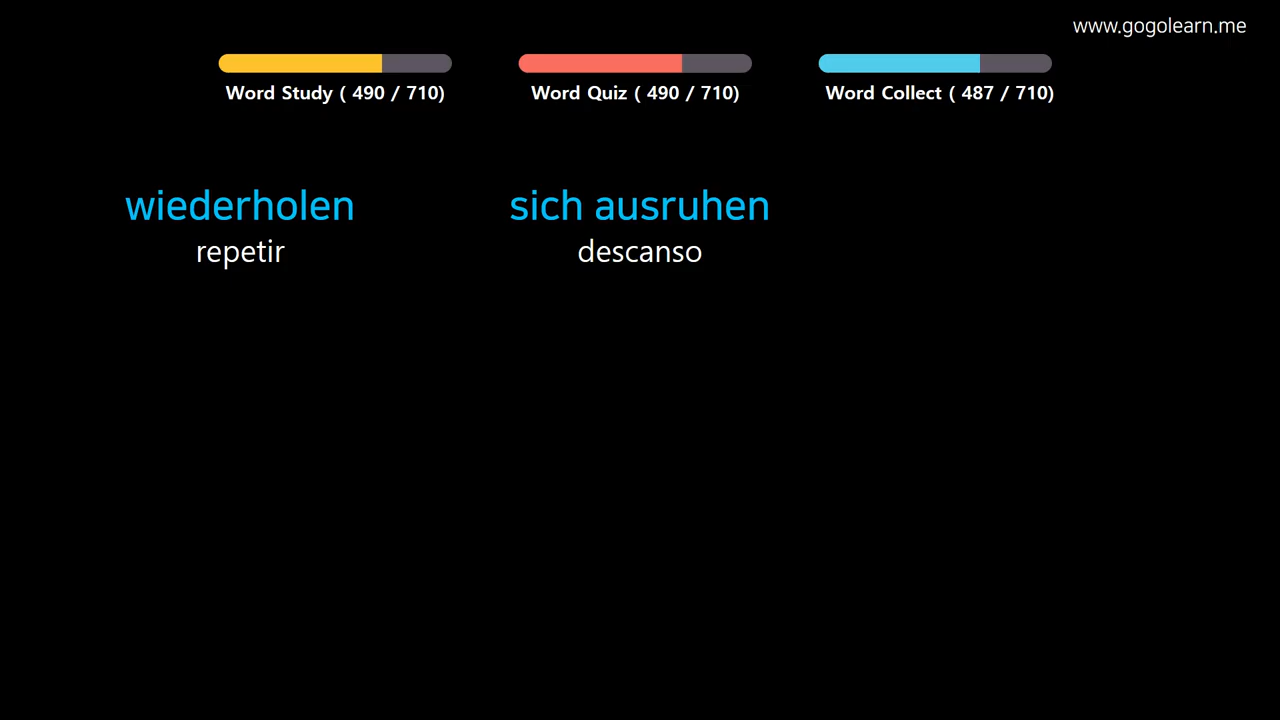 www.gogolearn.me
Word Study ( 490 / 710)
Word Quiz ( 490 / 710)
Word Collect ( 487 / 710)
wiederholen
repetir
sich ausruhen
descanso